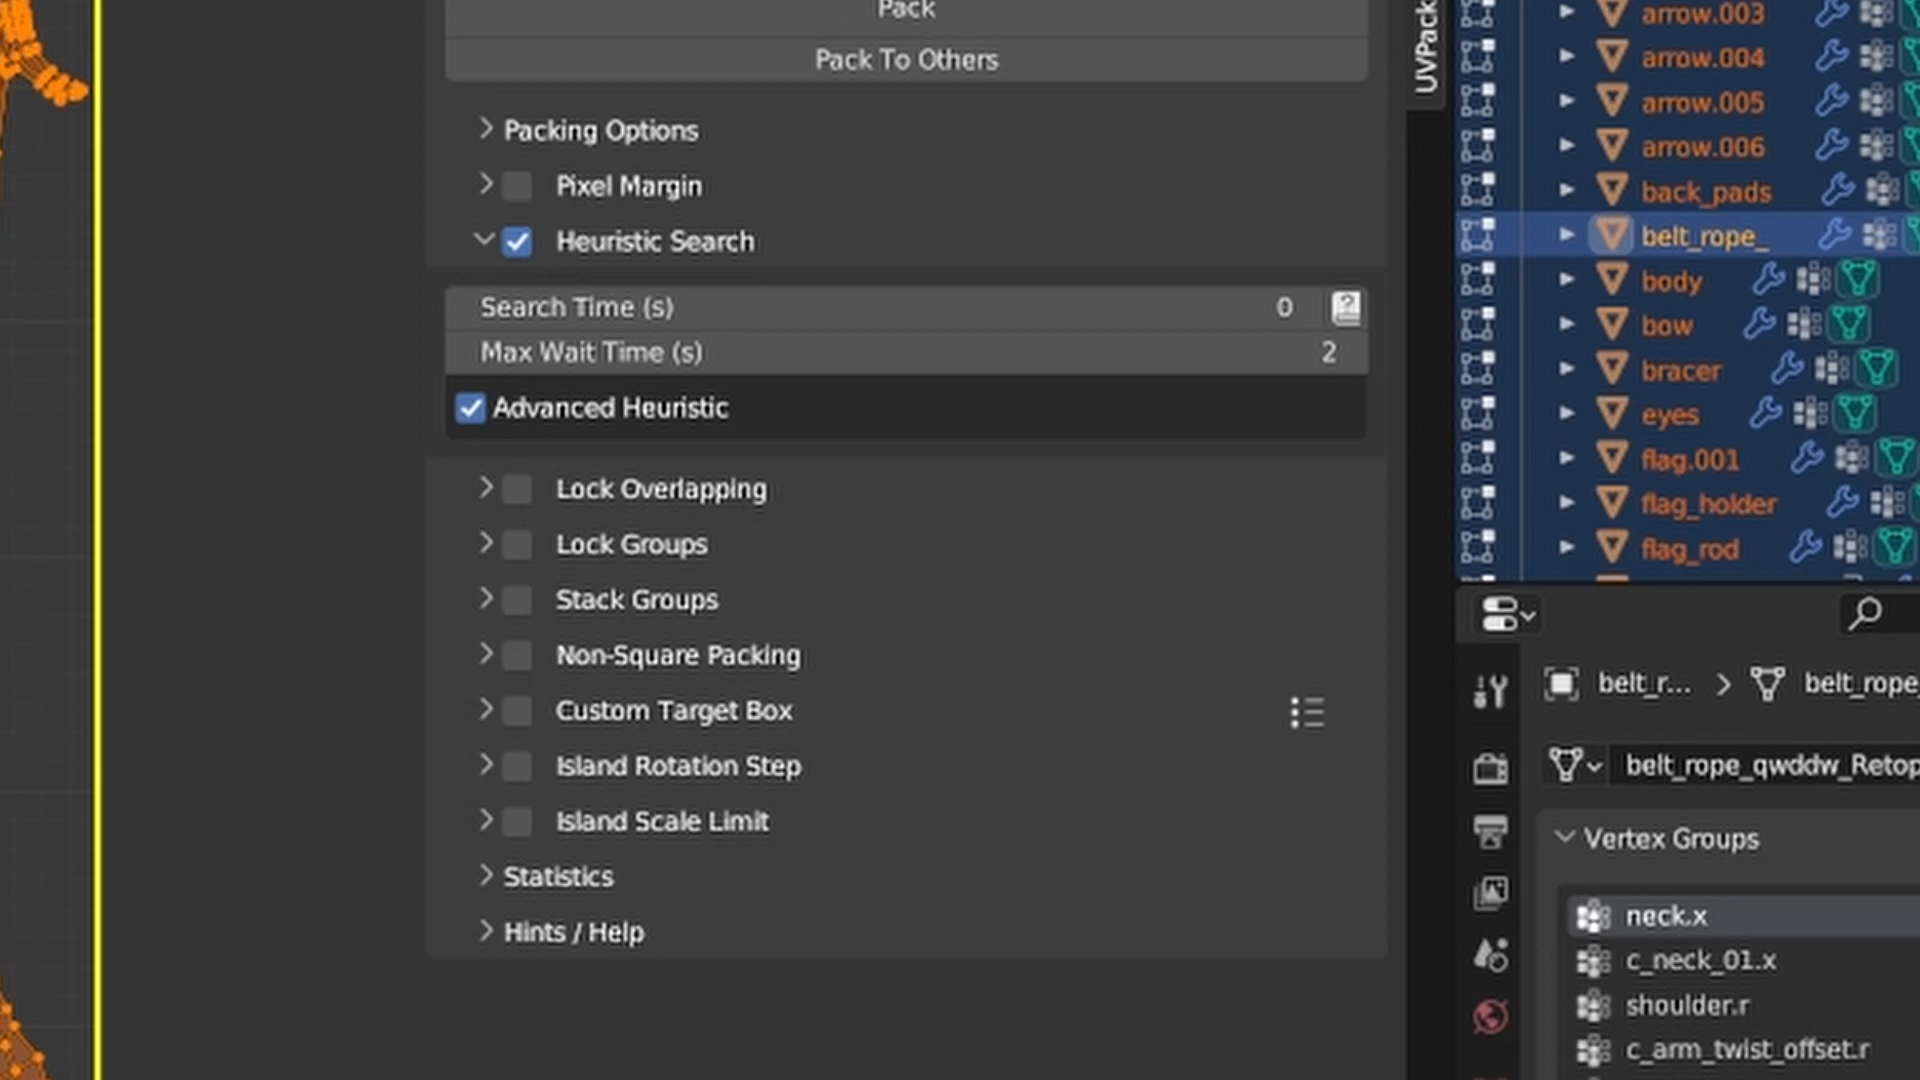 Pack
Pack To Others
Packing Options
Pixel Margin
Heuristic Search
Search Time (s) 0
Max Wait Time (s) 2
Advanced Heuristic
Lock Overlapping
Lock Groups
Stack Groups
Non-Square Packing
Custom Target Box
Island Rotation Step
Island Scale Limit
Statistics
Hints / Help
UVPack
arrow.003
arrow.004
arrow.005
arrow.006
back_pads
belt_rope_
body
bow
bracer
eyes
flag.001
flag_holder
flag_rod
belt_r... > belt_rope
belt_rope_qwddw_Retop
Vertex Groups
neck.x
c_neck_01.x
shoulder.r
c_arm_twist_offset.r